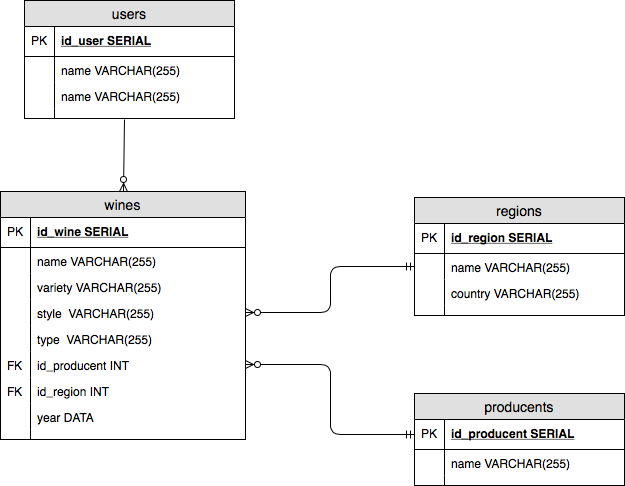 users
PK id_user SERIAL
name VARCHAR(255)
name VARCHAR(255)
wines
PK id_wine SERIAL
name VARCHAR(255)
variety VARCHAR(255)
style VARCHAR(255)
type VARCHAR(255)
FK id_producent INT
FK id_region INT
year DATA
regions
PK id_region SERIAL
name VARCHAR(255)
country VARCHAR(255)
producents
PK id_producent SERIAL
name VARCHAR(255)